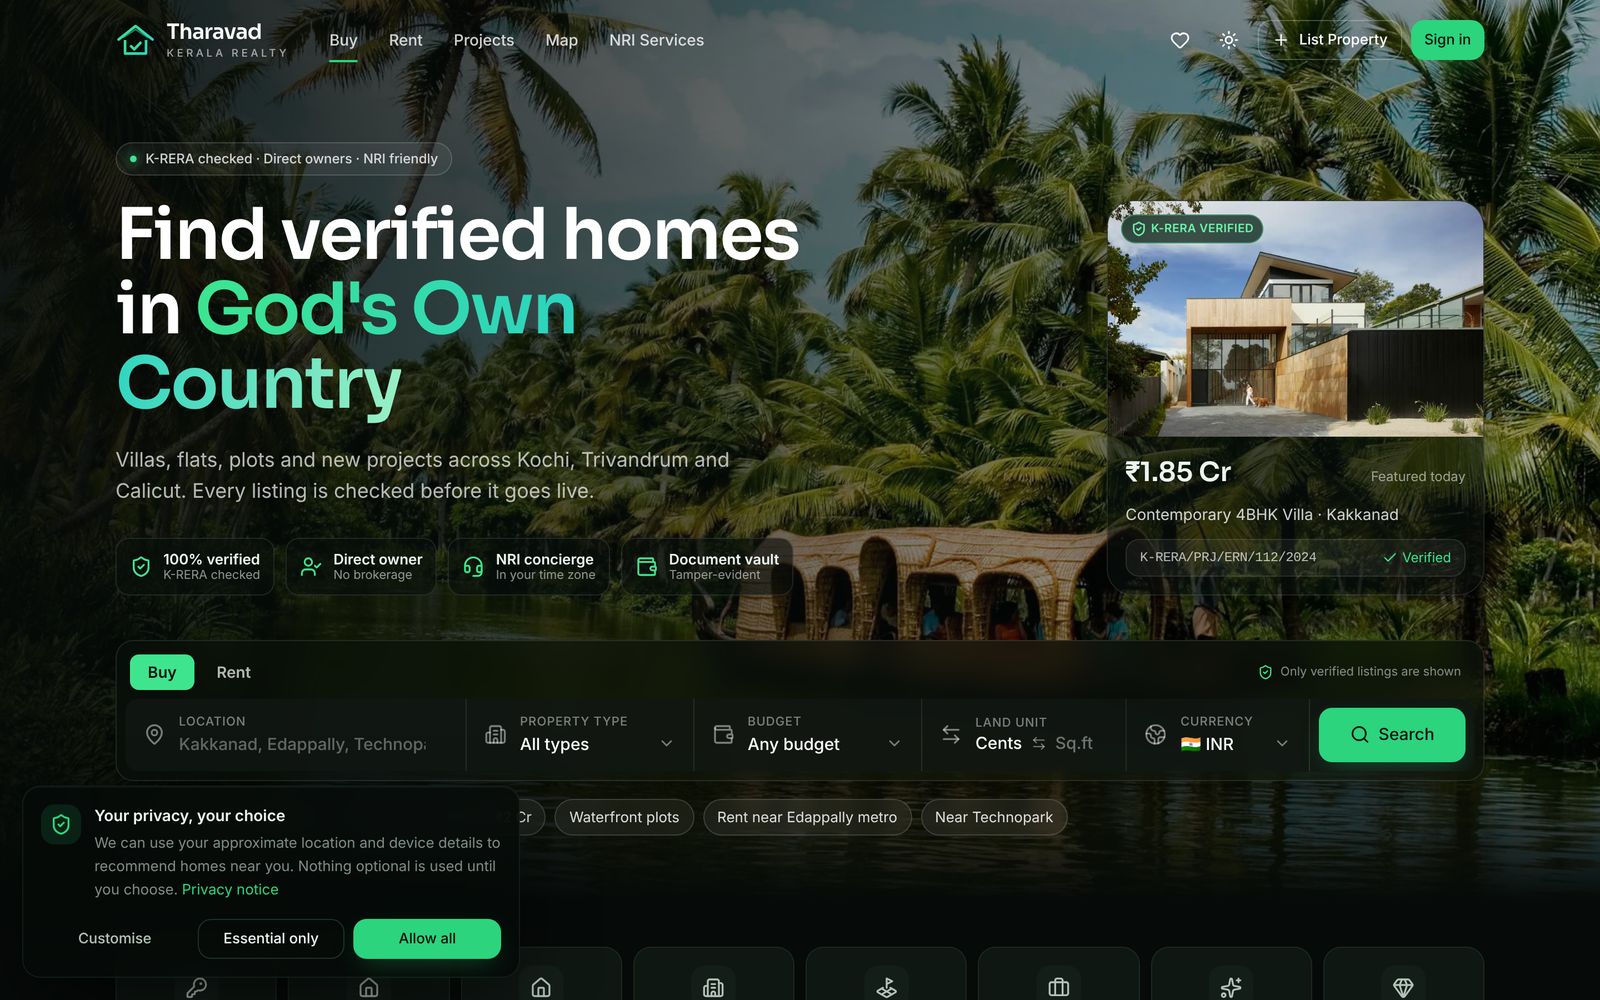 Tharavad
KERALA REALTY
Buy
Rent
Projects
Map
NRI Services
List Property
Sign in
K-RERA checked · Direct owners · NRI friendly
Find verified homes
in God's Own
Country
Villas, flats, plots and new projects across Kochi, Trivandrum and
Calicut. Every listing is checked before it goes live.
100% verified
K-RERA checked
Direct owner
No brokerage
NRI concierge
In your time zone
Document vault
Tamper-evident
K-RERA VERIFIED
₹1.85 Cr
Featured today
Contemporary 4BHK Villa · Kakkanad
K-RERA/PRJ/ERN/112/2024
Verified
Buy
Rent
Only verified listings are shown
LOCATION
Kakkanad, Edappally, Technop
PROPERTY TYPE
All types
BUDGET
Any budget
LAND UNIT
Cents
Sq.ft
CURRENCY
INR
Search
Cr
Waterfront plots
Rent near Edappally metro
Near Technopark
Your privacy, your choice
We can use your approximate location and device details to
recommend homes near you. Nothing optional is used until
you choose. Privacy notice
Customise
Essential only
Allow all